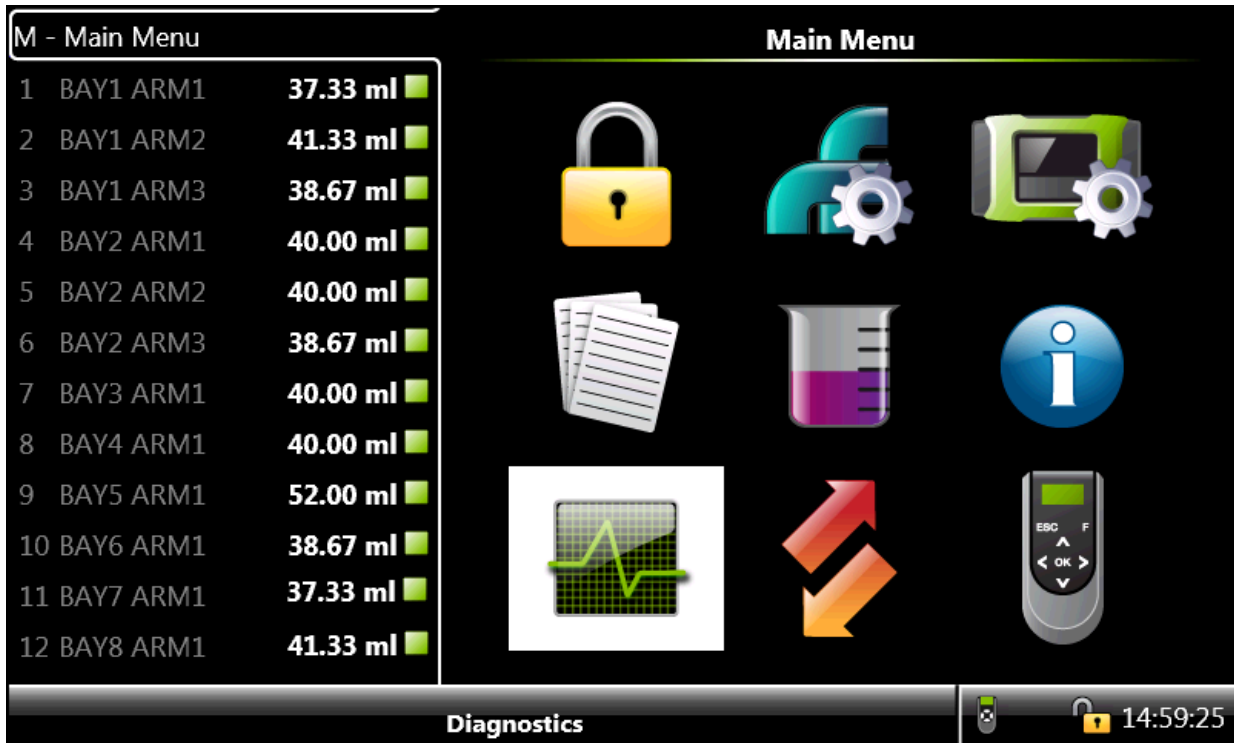 M - Main Menu
1 BAY1 ARM1 37.33 ml
2 BAY1 ARM2 41.33 ml
3 BAY1 ARM3 38.67 ml
4 BAY2 ARM1 40.00 ml
5 BAY2 ARM2 40.00 ml
6 BAY2 ARM3 38.67 ml
7 BAY3 ARM1 40.00 ml
8 BAY4 ARM1 40.00 ml
9 BAY5 ARM1 52.00 ml
10 BAY6 ARM1 38.67 ml
11 BAY7 ARM1 37.33 ml
12 BAY8 ARM1 41.33 ml
Main Menu
ESC F
OK
Diagnostics
14:59:25